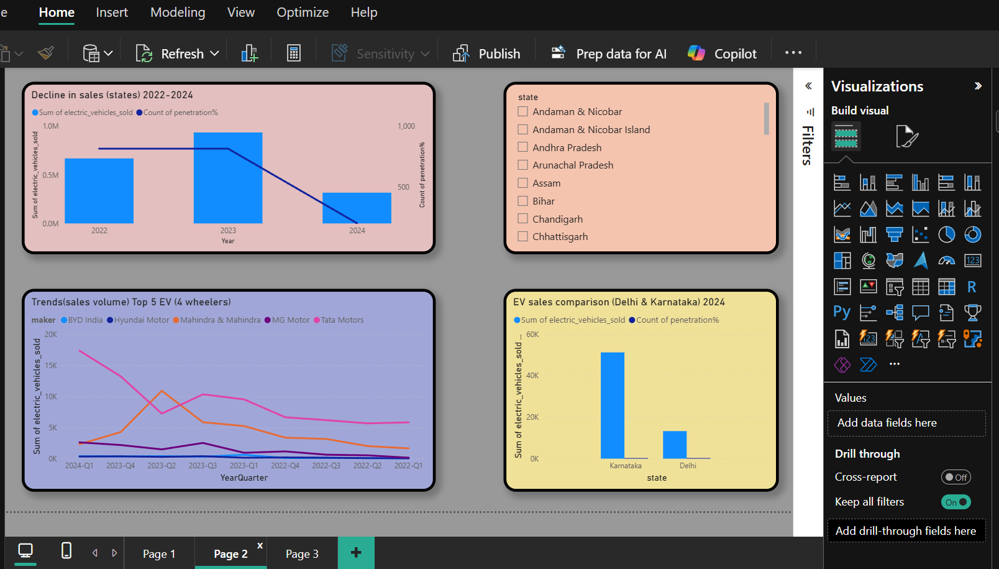 e Home Insert Modeling View Optimize Help
Refresh Sensitivity Publish Prep data for AI Copilot
Decline in sales (states) 2022-2024
Sum of electric_vehicles_sold Count of penetration%
Sum of electric_vehicles_sold
1.0M
0.5M
0.0M
1,000
500
Count of penetration%
2022 2023 2024
Year
state
Andaman & Nicobar
Andaman & Nicobar Island
Andhra Pradesh
Arunachal Pradesh
Assam
Bihar
Chandigarh
Chhattisgarh
Trends(sales volume) Top 5 EV (4 wheelers)
maker BYD India Hyundai Motor Mahindra & Mahindra MG Motor Tata Motors
Sum of electric_vehicles_sold
20K
15K
10K
5K
0K
2024-Q1 2023-Q4 2023-Q2 2023-Q3 2023-Q1 2022-Q4 2022-Q3 2022-Q2 2022-Q1
YearQuarter
EV sales comparison (Delhi & Karnataka) 2024
Sum of electric_vehicles_sold Count of penetration%
Sum of electric_vehicles_sold ...
60K
40K
20K
0K
Karnataka Delhi
state
Filters
Visualizations
Build visual
123
R
Py
123
Values
Add data fields here
Drill through
Cross-report Off
Keep all filters On
Add drill-through fields here
Page 1 Page 2 x Page 3 +